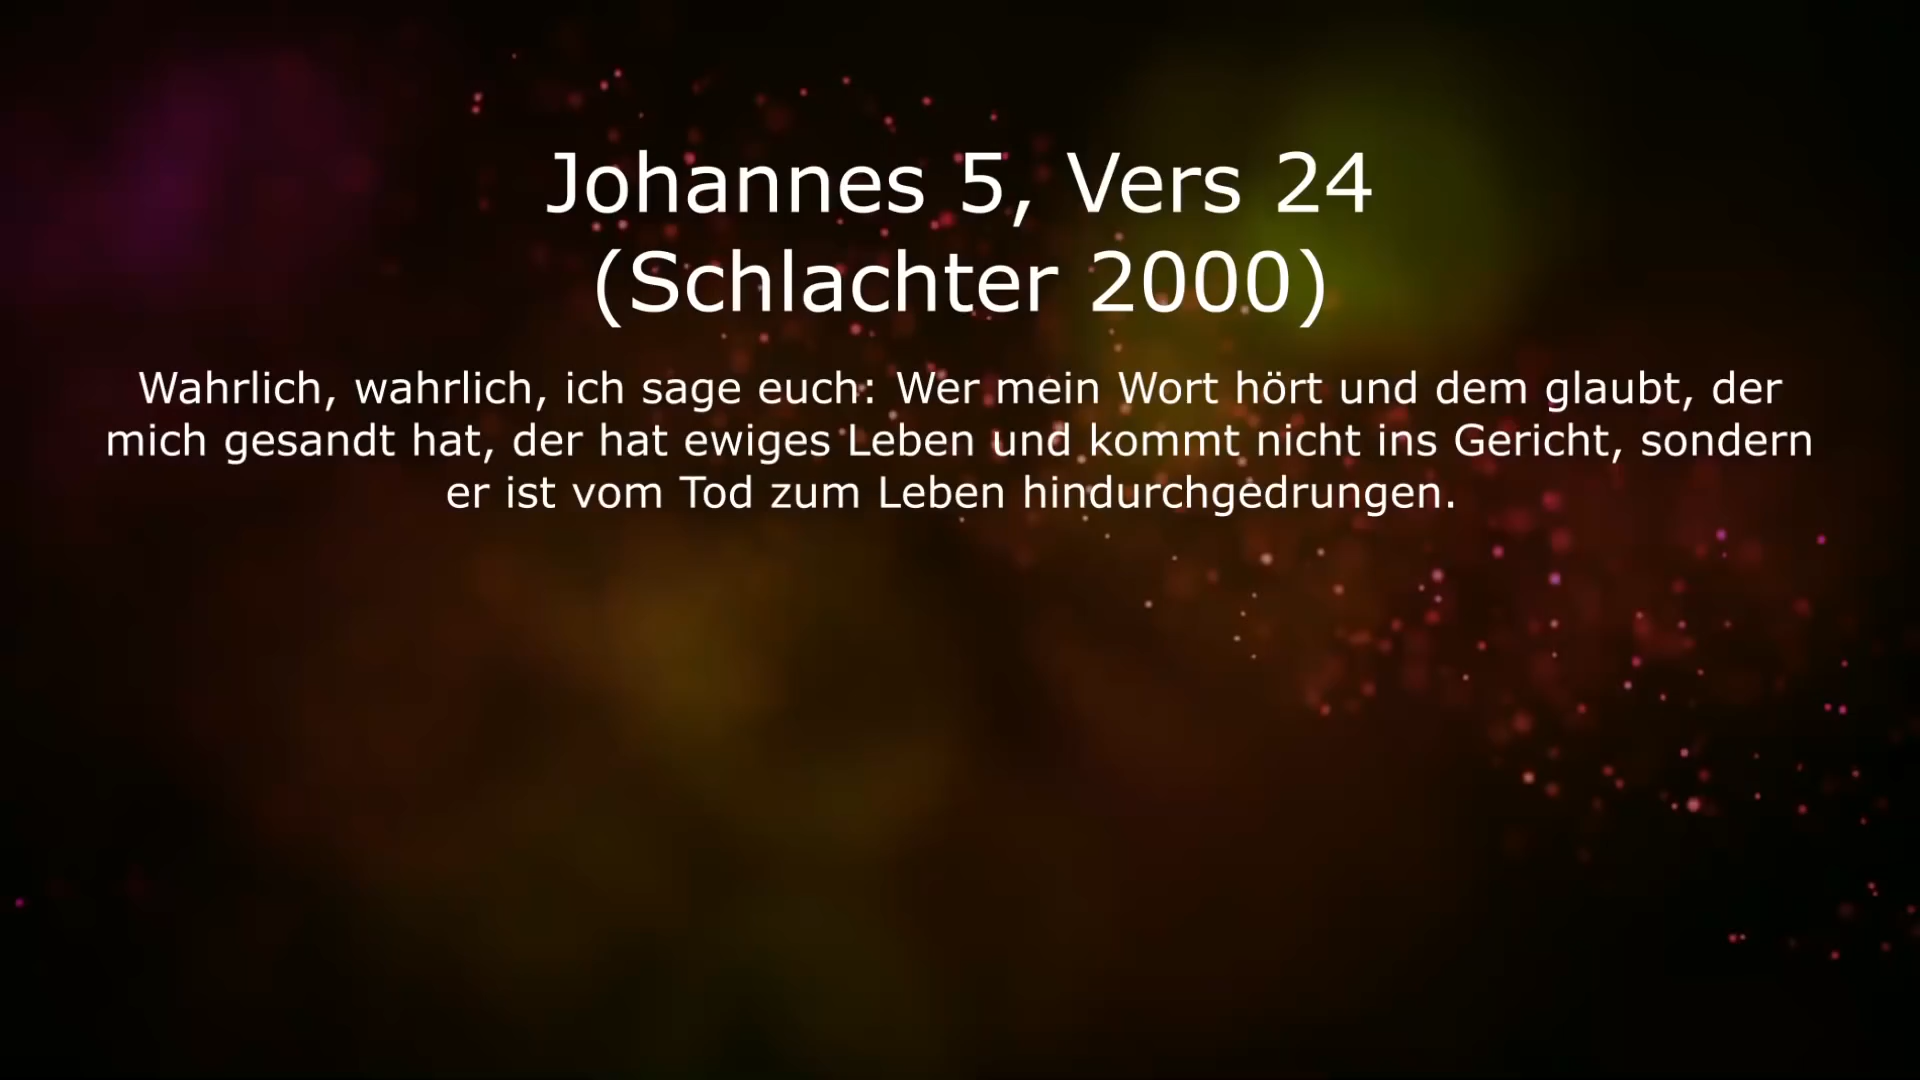 Johannes 5, Vers 24
(Schlachter 2000)
Wahrlich, wahrlich, ich sage euch: Wer mein Wort hört und dem glaubt, der
mich gesandt hat, der hat ewiges Leben und kommt nicht ins Gericht, sondern
er ist vom Tod zum Leben hindurchgedrungen.